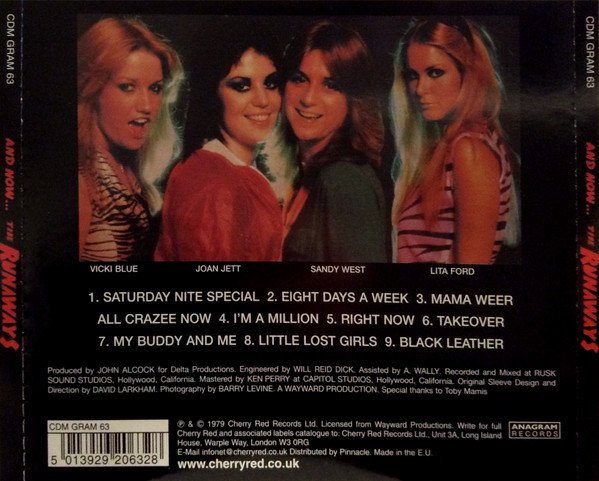 CDM GRAM 63
AND NOW... THE RUNAWAYS
CDM GRAM 63
AND NOW... THE RUNAWAYS
VICKI BLUE JOAN JETT SANDY WEST LITA FORD
1. SATURDAY NITE SPECIAL 2. EIGHT DAYS A WEEK 3. MAMA WEER
ALL CRAZEE NOW 4. I'M A MILLION 5. RIGHT NOW 6. TAKEOVER
7. MY BUDDY AND ME 8. LITTLE LOST GIRLS 9. BLACK LEATHER
Produced by JOHN ALCOCK for Delta Productions. Engineered by WILL REID DICK. Assisted by A. WALLY. Recorded and Mixed at RUSK
SOUND STUDIOS, Hollywood, California. Mastered by KEN PERRY at CAPITOL STUDIOS, Hollywood, California. Original Sleeve Design and
Direction by DAVID LARKHAM. Photography by BARRY LEVINE. A WAYWARD PRODUCTION. Special thanks to Toby Mamis
CDM GRAM 63
5 013929 206328
℗ & © 1979 Cherry Red Records Ltd. Licensed from Wayward Productions. Write for full
Cherry Red and associated labels catalogue to: Cherry Red Records Ltd., Unit 3A, Long Island
House, Warple Way, London W3 0RG
E-Mail infonet@cherryred.co.uk Distributed by Pinnacle. Made in the E.U.
www.cherryred.co.uk
ANAGRAM
RECORDS